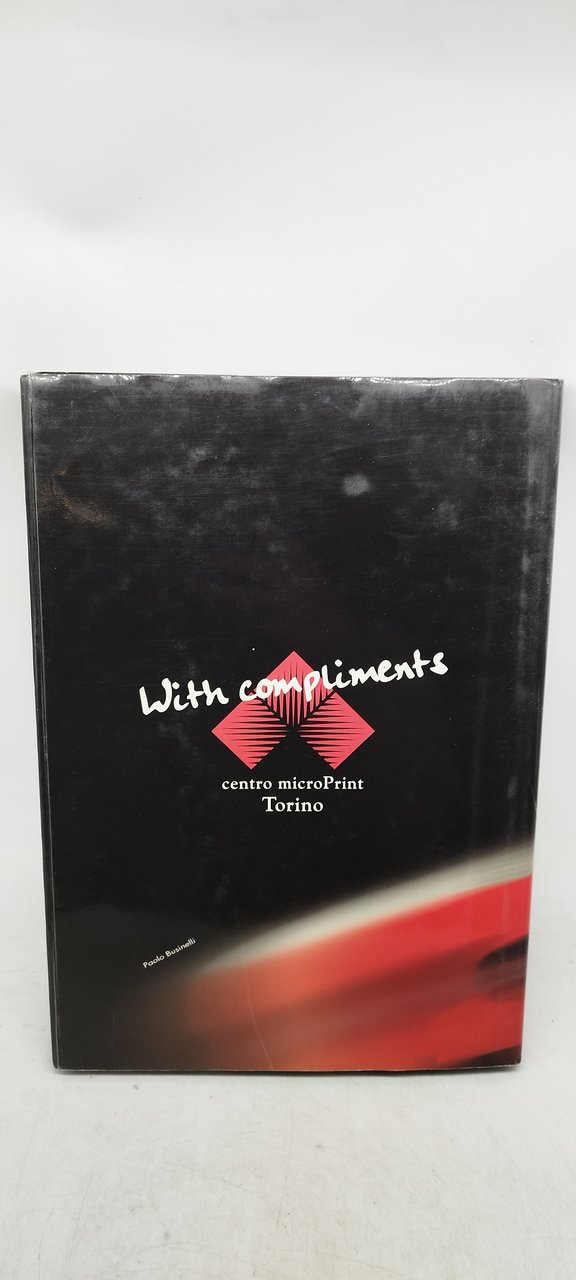 With compliments
centro microPrint
Torino
Paolo Businelli